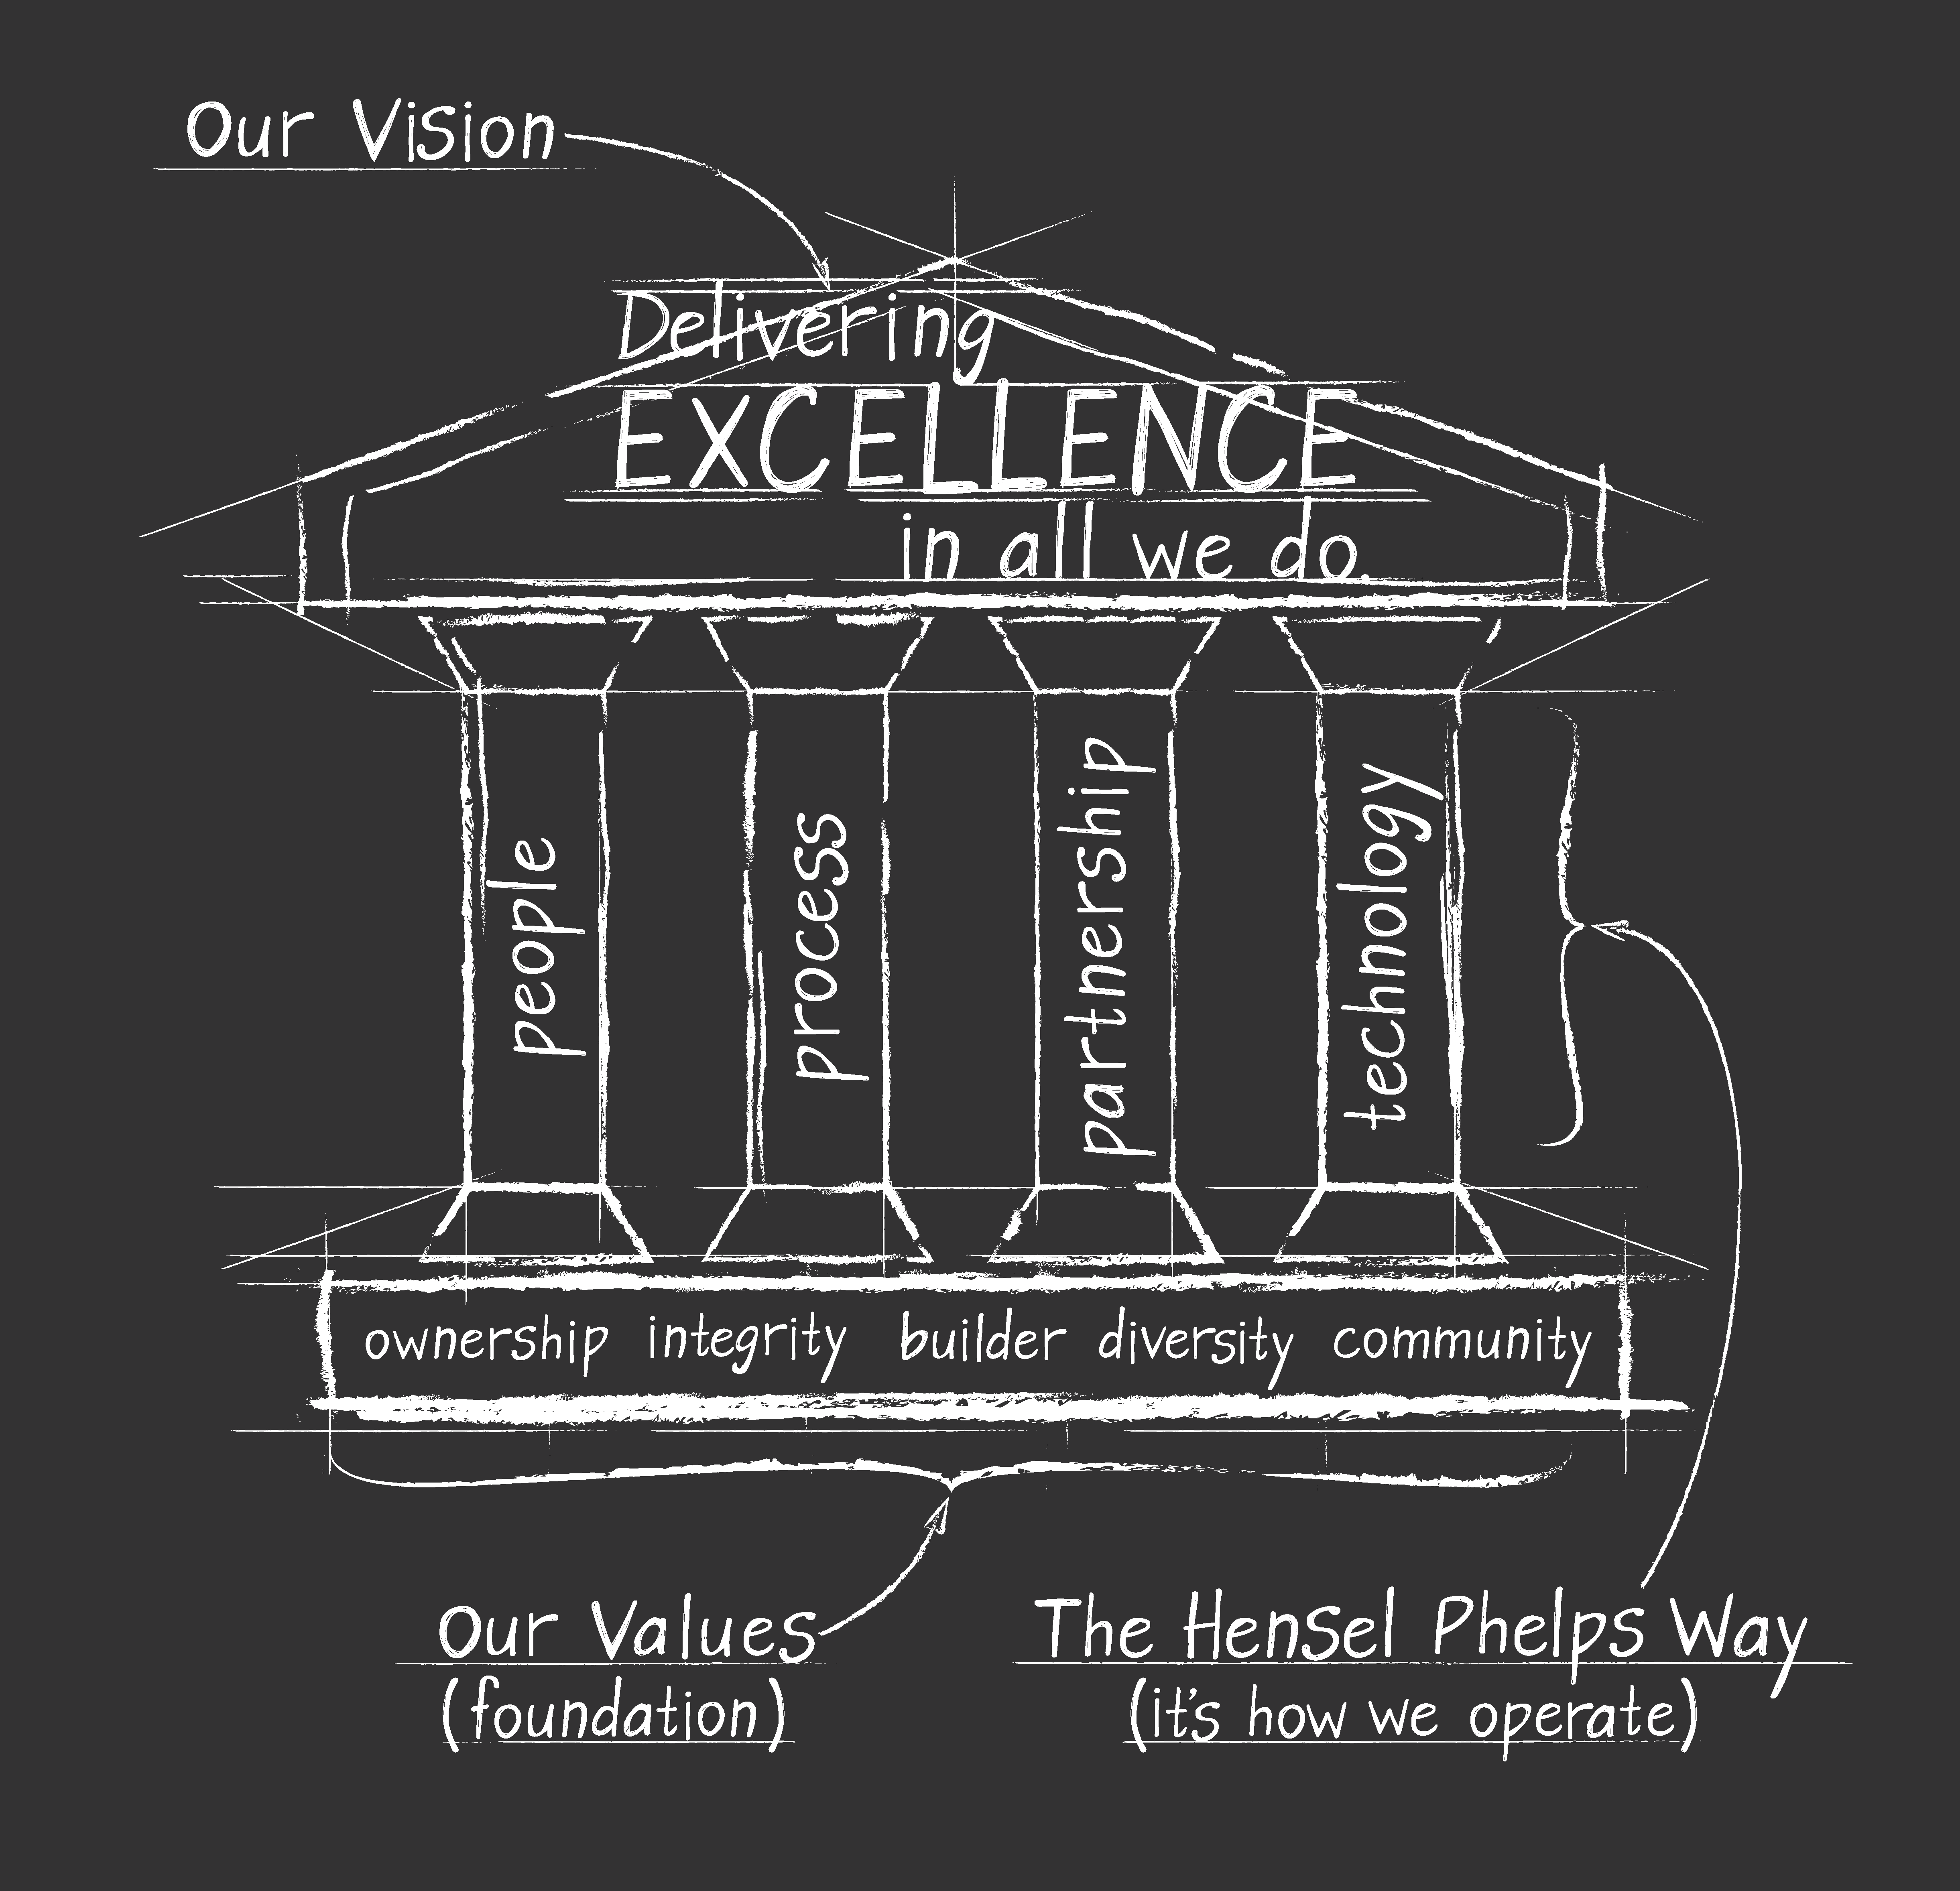 Our Vision
Delivering
EXCELLENCE
in all we do.
people
process
partnership
technology
ownership integrity builder diversity community
Our Values
(foundation)
The Hensel Phelps Way
(it's how we operate)